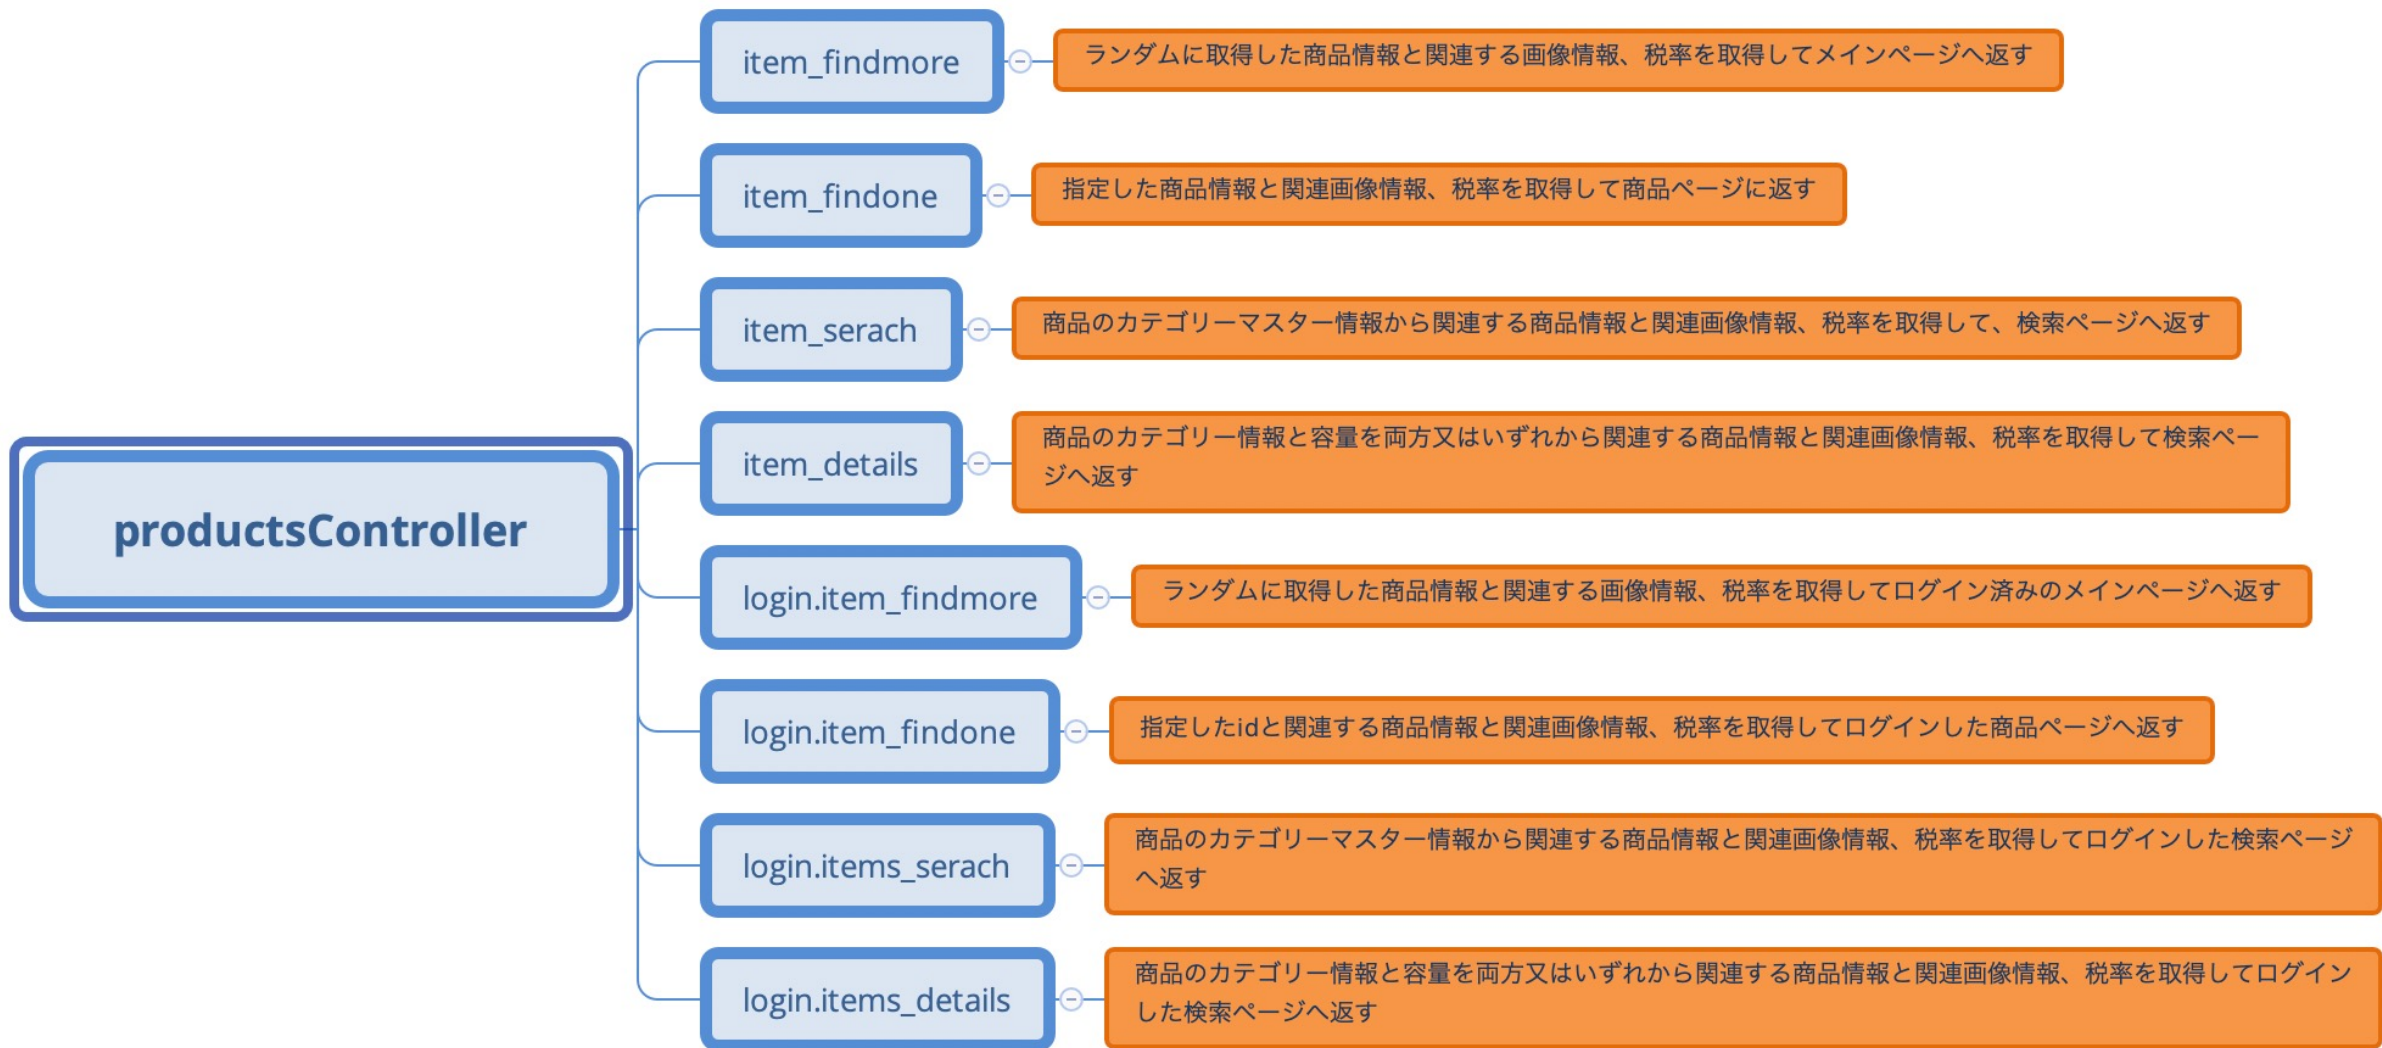 item_findmore
ランダムに取得した商品情報と関連する画像情報、税率を取得してメインページへ返す
item_findone
指定した商品情報と関連画像情報、税率を取得して商品ページに返す
item_serach
商品のカテゴリーマスター情報から関連する商品情報と関連画像情報、税率を取得して、検索ページへ返す
item_details
商品のカテゴリー情報と容量を両方又はいずれから関連する商品情報と関連画像情報、税率を取得して検索ペー
ジへ返す
productsController
login.item_findmore
ランダムに取得した商品情報と関連する画像情報、税率を取得してログイン済みのメインページへ返す
login.item_findone
指定したidと関連する商品情報と関連画像情報、税率を取得してログインした商品ページへ返す
login.items_serach
商品のカテゴリーマスター情報から関連する商品情報と関連画像情報、税率を取得してログインした検索ページ
へ返す
login.items_details
商品のカテゴリー情報と容量を両方又はいずれから関連する商品情報と関連画像情報、税率を取得してログイン
した検索ページへ返す